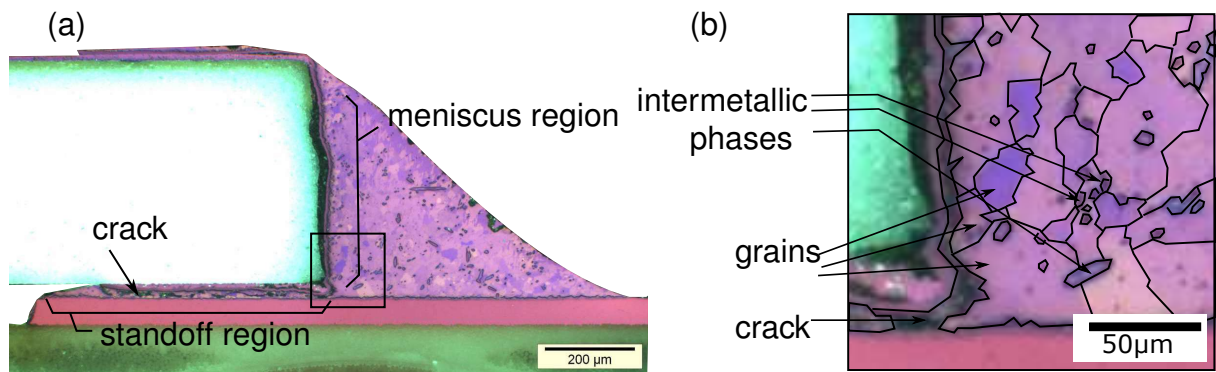 (a)
meniscus region
crack
standoff region
200 µm
(b)
intermetallic
phases
grains
crack
50µm